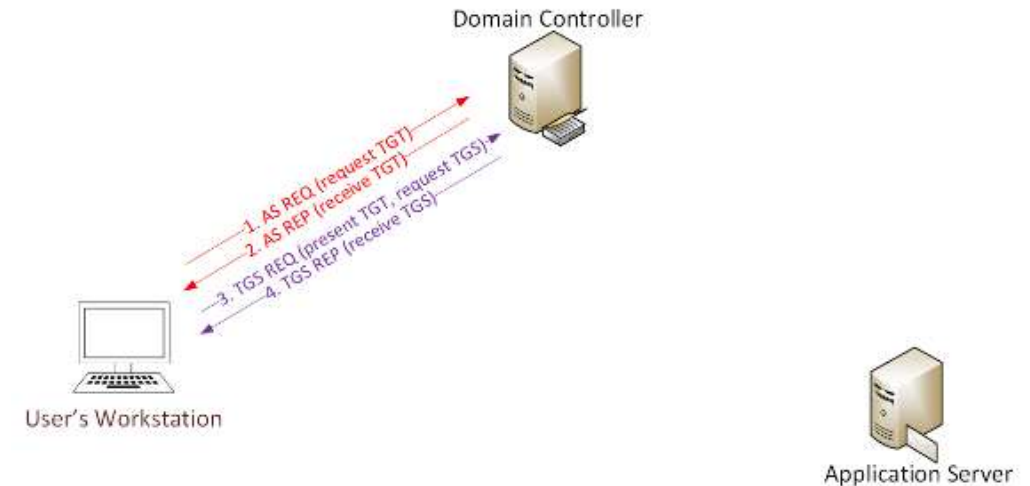 Domain Controller
1. AS REQ (request TGT)
2. AS REP (receive TGT)
3. TGS REQ (present TGT, request TGS)
4. TGS REP (receive TGS)
User's Workstation
Application Server